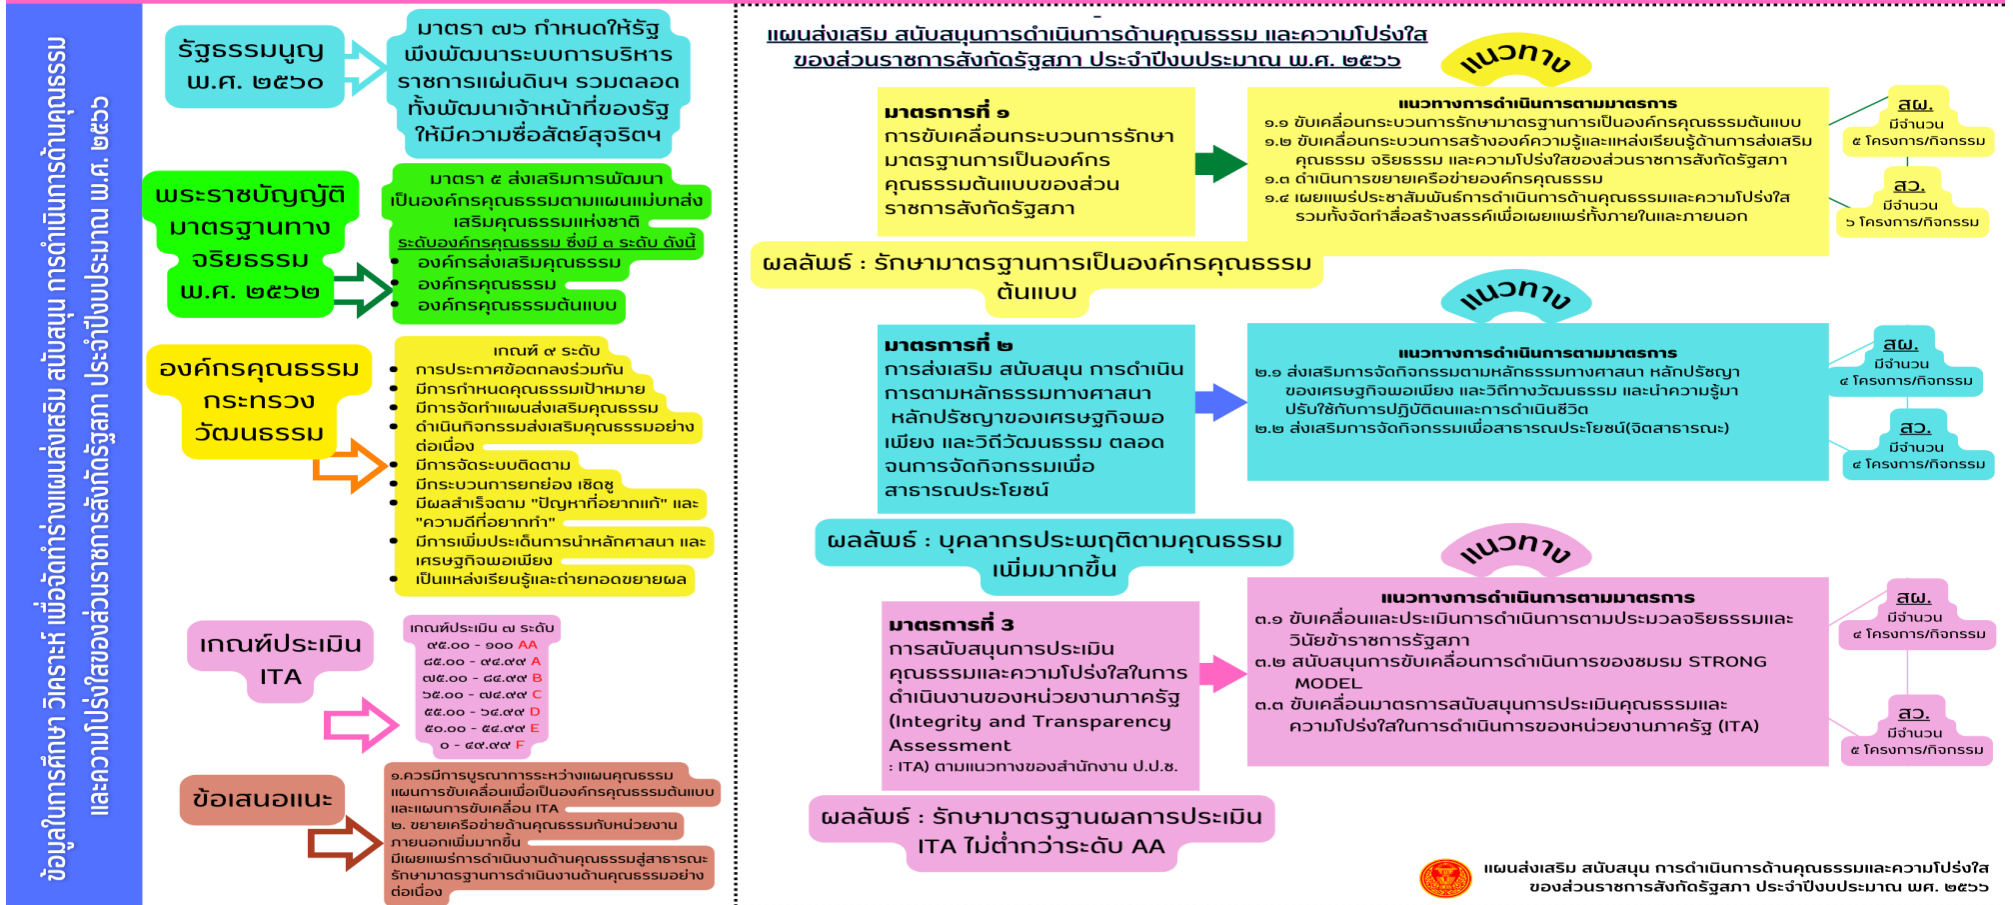 ข้อมูลในการศึกษา วิเคราะห์ เพื่อจัดทำร่างแผนส่งเสริม สนับสนุน การดำเนินการด้านคุณธรรม
และความโปร่งใสของส่วนราชการสังกัดรัฐสภา ประจำปีงบประมาณ พ.ศ. ๒๕๖๖
รัฐธรรมนูญ
พ.ศ. ๒๕๖๐
มาตรา ๗๖ กำหนดให้รัฐ
พึงพัฒนาระบบการบริหาร
ราชการแผ่นดินฯ รวมตลอด
ทั้งพัฒนาเจ้าหน้าที่ของรัฐ
ให้มีความซื่อสัตย์สุจริตฯ
พระราชบัญญัติ
มาตรฐานทาง
จริยธรรม
พ.ศ. ๒๕๖๒
มาตรา ๕ ส่งเสริมการพัฒนา
เป็นองค์กรคุณธรรมตามแผนแม่บทส่ง
เสริมคุณธรรมแห่งชาติ
ระดับองค์กรคุณธรรม ซึ่งมี ๓ ระดับ ดังนี้
• องค์กรส่งเสริมคุณธรรม
• องค์กรคุณธรรม
• องค์กรคุณธรรมต้นแบบ
องค์กรคุณธรรม
กระทรวง
วัฒนธรรม
เกณฑ์ ๙ ระดับ
• การประกาศข้อตกลงร่วมกัน
• มีการกำหนดคุณธรรมเป้าหมาย
• มีการจัดทำแผนส่งเสริมคุณธรรม
• ดำเนินกิจกรรมส่งเสริมคุณธรรมอย่าง
ต่อเนื่อง
• มีการจัดระบบติดตาม
• มีกระบวนการยกย่อง เชิดชู
• มีผลสำเร็จตาม "ปัญหาที่อยากแก้" และ
"ความดีที่อยากทำ"
• มีการเพิ่มประเด็นการนำหลักศาสนา และ
เศรษฐกิจพอเพียง
• เป็นแหล่งเรียนรู้และถ่ายทอดขยายผล
เกณฑ์ประเมิน
ITA
เกณฑ์ประเมิน ๗ ระดับ
๙๕.๐๐ - ๑๐๐ AA
๘๕.๐๐ - ๙๔.๙๙ A
๗๕.๐๐ - ๘๔.๙๙ B
๖๕.๐๐ - ๗๔.๙๙ C
๕๕.๐๐ - ๖๔.๙๙ D
๕๐.๐๐ - ๕๔.๙๙ E
๐ - ๔๙.๙๙ F
ข้อเสนอแนะ
๑.ควรมีการบูรณาการระหว่างแผนคุณธรรม
แผนการขับเคลื่อนเพื่อเป็นองค์กรคุณธรรมต้นแบบ
และแผนการขับเคลื่อน ITA
๒. ขยายเครือข่ายด้านคุณธรรมกับหน่วยงาน
ภายนอกเพิ่มมากขึ้น
มีเผยแพร่การดำเนินงานด้านคุณธรรมสู่สาธารณะ
รักษามาตรฐานการดำเนินงานด้านคุณธรรมอย่าง
ต่อเนื่อง
แผนส่งเสริม สนับสนุนการดำเนินการด้านคุณธรรม และความโปร่งใส
ของส่วนราชการสังกัดรัฐสภา ประจำปีงบประมาณ พ.ศ. ๒๕๖๖
มาตรการที่ ๑
การขับเคลื่อนกระบวนการรักษา
มาตรฐานการเป็นองค์กร
คุณธรรมต้นแบบของส่วน
ราชการสังกัดรัฐสภา
แนวทาง
แนวทางการดำเนินการตามมาตรการ
๑.๑ ขับเคลื่อนกระบวนการรักษามาตรฐานการเป็นองค์กรคุณธรรมต้นแบบ
๑.๒ ขับเคลื่อนกระบวนการสร้างองค์ความรู้และแหล่งเรียนรู้ด้านการส่งเสริม
คุณธรรม จริยธรรม และความโปร่งใสของส่วนราชการสังกัดรัฐสภา
๑.๓ ดำเนินการขยายเครือข่ายองค์กรคุณธรรม
๑.๔ เผยแพร่ประชาสัมพันธ์การดำเนินการด้านคุณธรรมและความโปร่งใส
รวมทั้งจัดทำสื่อสร้างสรรค์เพื่อเผยแพร่ทั้งภายในและภายนอก
สผ.
มีจำนวน
๕ โครงการ/กิจกรรม
สว.
มีจำนวน
๖ โครงการ/กิจกรรม
ผลลัพธ์ : รักษามาตรฐานการเป็นองค์กรคุณธรรม
ต้นแบบ
มาตรการที่ ๒
การส่งเสริม สนับสนุน การดำเนิน
การตามหลักธรรมทางศาสนา
หลักปรัชญาของเศรษฐกิจพอ
เพียง และวิถีวัฒนธรรม ตลอด
จนการจัดกิจกรรมเพื่อ
สาธารณประโยชน์
แนวทาง
แนวทางการดำเนินการตามมาตรการ
๒.๑ ส่งเสริมการจัดกิจกรรมตามหลักธรรมทางศาสนา หลักปรัชญา
ของเศรษฐกิจพอเพียง และวิถีทางวัฒนธรรม และนำความรู้มา
ปรับใช้กับการปฏิบัติตนและการดำเนินชีวิต
๒.๒ ส่งเสริมการจัดกิจกรรมเพื่อสาธารณประโยชน์(จิตสาธารณะ)
สผ.
มีจำนวน
๔ โครงการ/กิจกรรม
สว.
มีจำนวน
๔ โครงการ/กิจกรรม
ผลลัพธ์ : บุคลากรประพฤติตามคุณธรรม
เพิ่มมากขึ้น
มาตรการที่ 3
การสนับสนุนการประเมิน
คุณธรรมและความโปร่งใสในการ
ดำเนินงานของหน่วยงานภาครัฐ
(Integrity and Transparency
Assessment
: ITA) ตามแนวทางของสำนักงาน ป.ป.ช.
แนวทาง
แนวทางการดำเนินการตามมาตรการ
๓.๑ ขับเคลื่อนและประเมินการดำเนินการตามประมวลจริยธรรมและ
วินัยข้าราชการรัฐสภา
๓.๒ สนับสนุนการขับเคลื่อนการดำเนินการของชมรม STRONG
MODEL
๓.๓ ขับเคลื่อนมาตรการสนับสนุนการประเมินคุณธรรมและ
ความโปร่งใสในการดำเนินการของหน่วยงานภาครัฐ (ITA)
สผ.
มีจำนวน
๔ โครงการ/กิจกรรม
สว.
มีจำนวน
๕ โครงการ/กิจกรรม
ผลลัพธ์ : รักษามาตรฐานผลการประเมิน
ITA ไม่ต่ำกว่าระดับ AA
แผนส่งเสริม สนับสนุน การดำเนินการด้านคุณธรรมและความโปร่งใส
ของส่วนราชการสังกัดรัฐสภา ประจำปีงบประมาณ พศ. ๒๕๖๖